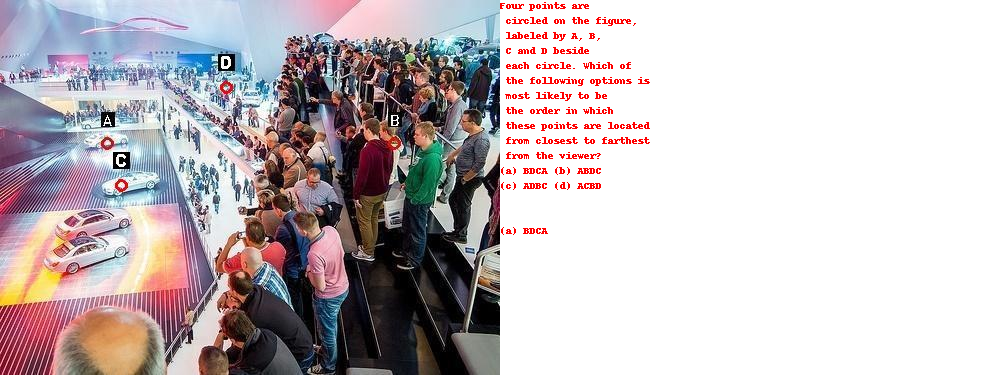 D
A
B
C
Four points are
circled on the figure,
labeled by A, B,
C and D beside
each circle. Which of
the following options is
most likely to be
the order in which
these points are located
from closest to farthest
from the viewer?
(a) BDCA (b) ABDC
(c) ADBC (d) ACBD
(a) BDCA